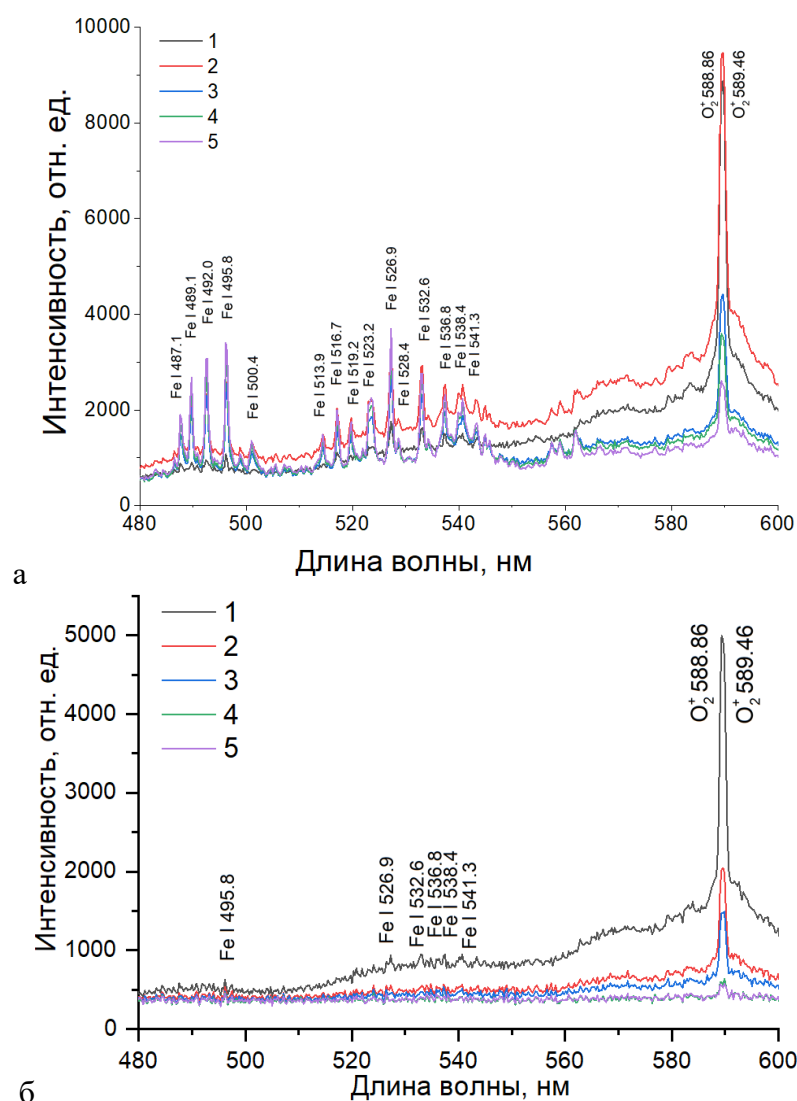 10000
8000
6000
4000
2000
0
Интенсивность, отн. ед.
1
2
3
4
5
Fe I 487.1
Fe I 489.1
Fe I 492.0
Fe I 495.8
Fe I 500.4
Fe I 513.9
Fe I 516.7
Fe I 519.2
Fe I 523.2
Fe I 526.9
Fe I 528.4
Fe I 532.6
Fe I 536.8
Fe I 538.4
Fe I 541.3
O₂⁺ 588.86
O₂⁺ 589.46
480 500 520 540 560 580 600
Длина волны, нм
а
5000
4000
3000
2000
1000
0
Интенсивность, отн. ед.
1
2
3
4
5
Fe I 495.8
Fe I 526.9
Fe I 532.6
Fe I 536.8
Fe I 538.4
Fe I 541.3
O₂⁺ 588.86
O₂⁺ 589.46
480 500 520 540 560 580 600
Длина волны, нм
б